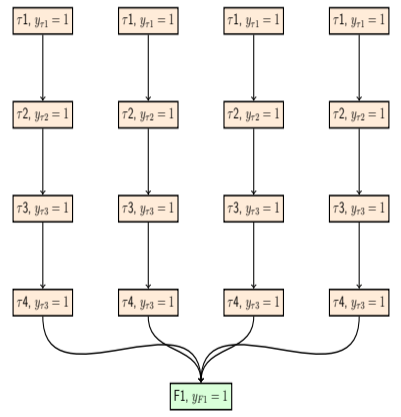 τ1, yτ1 = 1
τ1, yτ1 = 1
τ1, yτ1 = 1
τ1, yτ1 = 1
τ2, yτ2 = 1
τ2, yτ2 = 1
τ2, yτ2 = 1
τ2, yτ2 = 1
τ3, yτ3 = 1
τ3, yτ3 = 1
τ3, yτ3 = 1
τ3, yτ3 = 1
τ4, yτ3 = 1
τ4, yτ3 = 1
τ4, yτ3 = 1
τ4, yτ3 = 1
F1, yF1 = 1